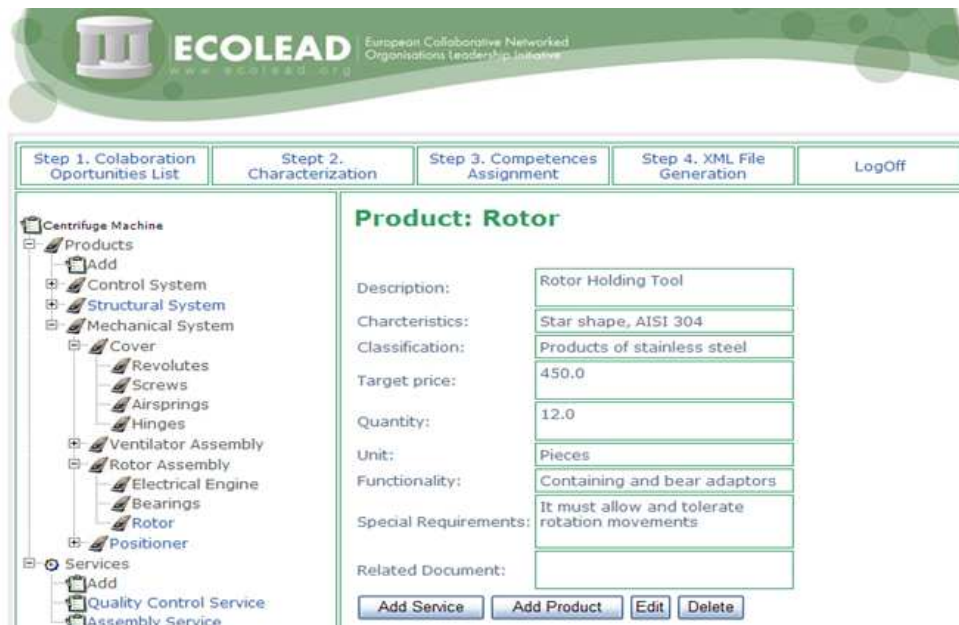 ECOLEAD
European Collaborative Networked
Organisations Leadership Initiative
www.ecolead.org
Step 1. Colaboration
Oportunities List
Stept 2.
Characterization
Step 3. Competences
Assignment
Step 4. XML File
Generation
LogOff
Centrifuge Machine
Products
Add
Control System
Structural System
Mechanical System
Cover
Revolutes
Screws
Airsprings
Hinges
Ventilator Assembly
Rotor Assembly
Electrical Engine
Bearings
Rotor
Positioner
Services
Add
Quality Control Service
Assembly Service
Product: Rotor
Description:
Rotor Holding Tool
Charcteristics:
Star shape, AISI 304
Classification:
Products of stainless steel
Target price:
450.0
Quantity:
12.0
Unit:
Pieces
Functionality:
Containing and bear adaptors
Special Requirements:
It must allow and tolerate
rotation movements
Related Document:
Add Service
Add Product
Edit
Delete